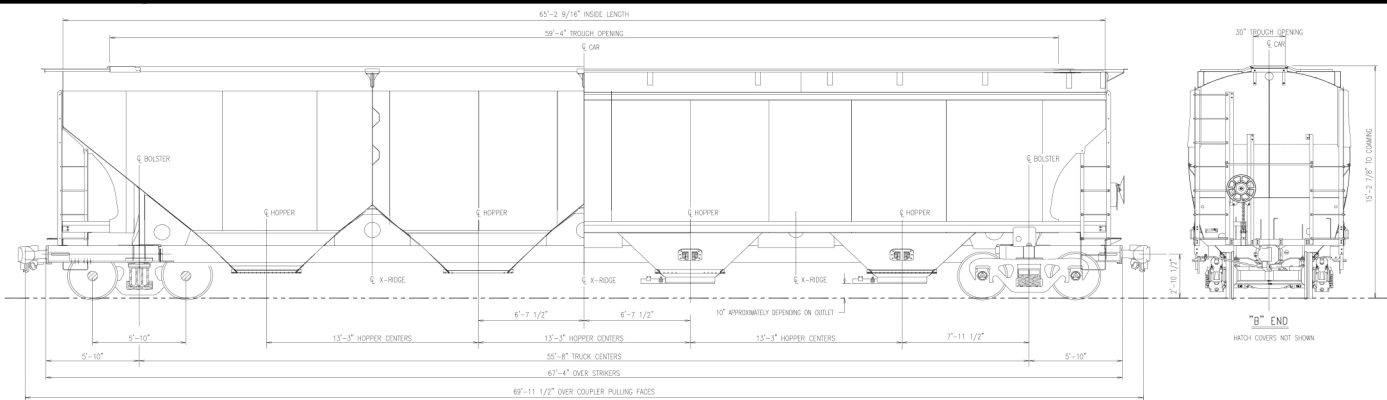 65'-2 9/16" INSIDE LENGTH
59'-4" TROUGH OPENING
℄ CAR
30" TROUGH OPENING
℄ CAR
℄ BOLSTER
℄ BOLSTER
15'-2 7/8" TO COAMING
℄ HOPPER
℄ HOPPER
℄ HOPPER
℄ HOPPER
℄ X-RIDGE
℄ X-RIDGE
℄ X-RIDGE
2'-10 1/2"
10" APPROXIMATELY DEPENDING ON OUTLET
6'-7 1/2"
6'-7 1/2"
"B" END
HATCH COVERS NOT SHOWN
5'-10"
13'-3" HOPPER CENTERS
13'-3" HOPPER CENTERS
13'-3" HOPPER CENTERS
7'-11 1/2"
5'-10"
55'-8" TRUCK CENTERS
5'-10"
67'-4" OVER STRIKERS
69'-11 1/2" OVER COUPLER PULLING FACES